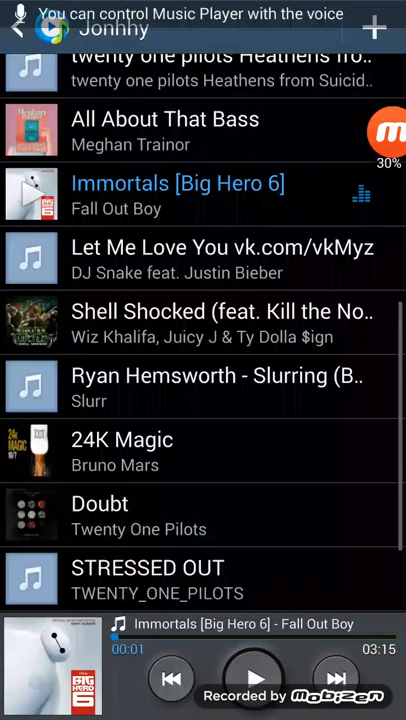 You can control Music Player with the voice
Jonhhy
twenty one pilots Heathens fro..
twenty one pilots Heathens from Suicid..
All About That Bass
Meghan Trainor
30%
Immortals [Big Hero 6]
Fall Out Boy
Let Me Love You vk.com/vkMyz
DJ Snake feat. Justin Bieber
Shell Shocked (feat. Kill the No..
Wiz Khalifa, Juicy J & Ty Dolla $ign
Ryan Hemsworth - Slurring (B..
Slurr
24K Magic
Bruno Mars
Doubt
Twenty One Pilots
STRESSED OUT
TWENTY_ONE_PILOTS
Immortals [Big Hero 6] - Fall Out Boy
00:01
03:15
BIG HERO 6
Recorded by MOBIZEN